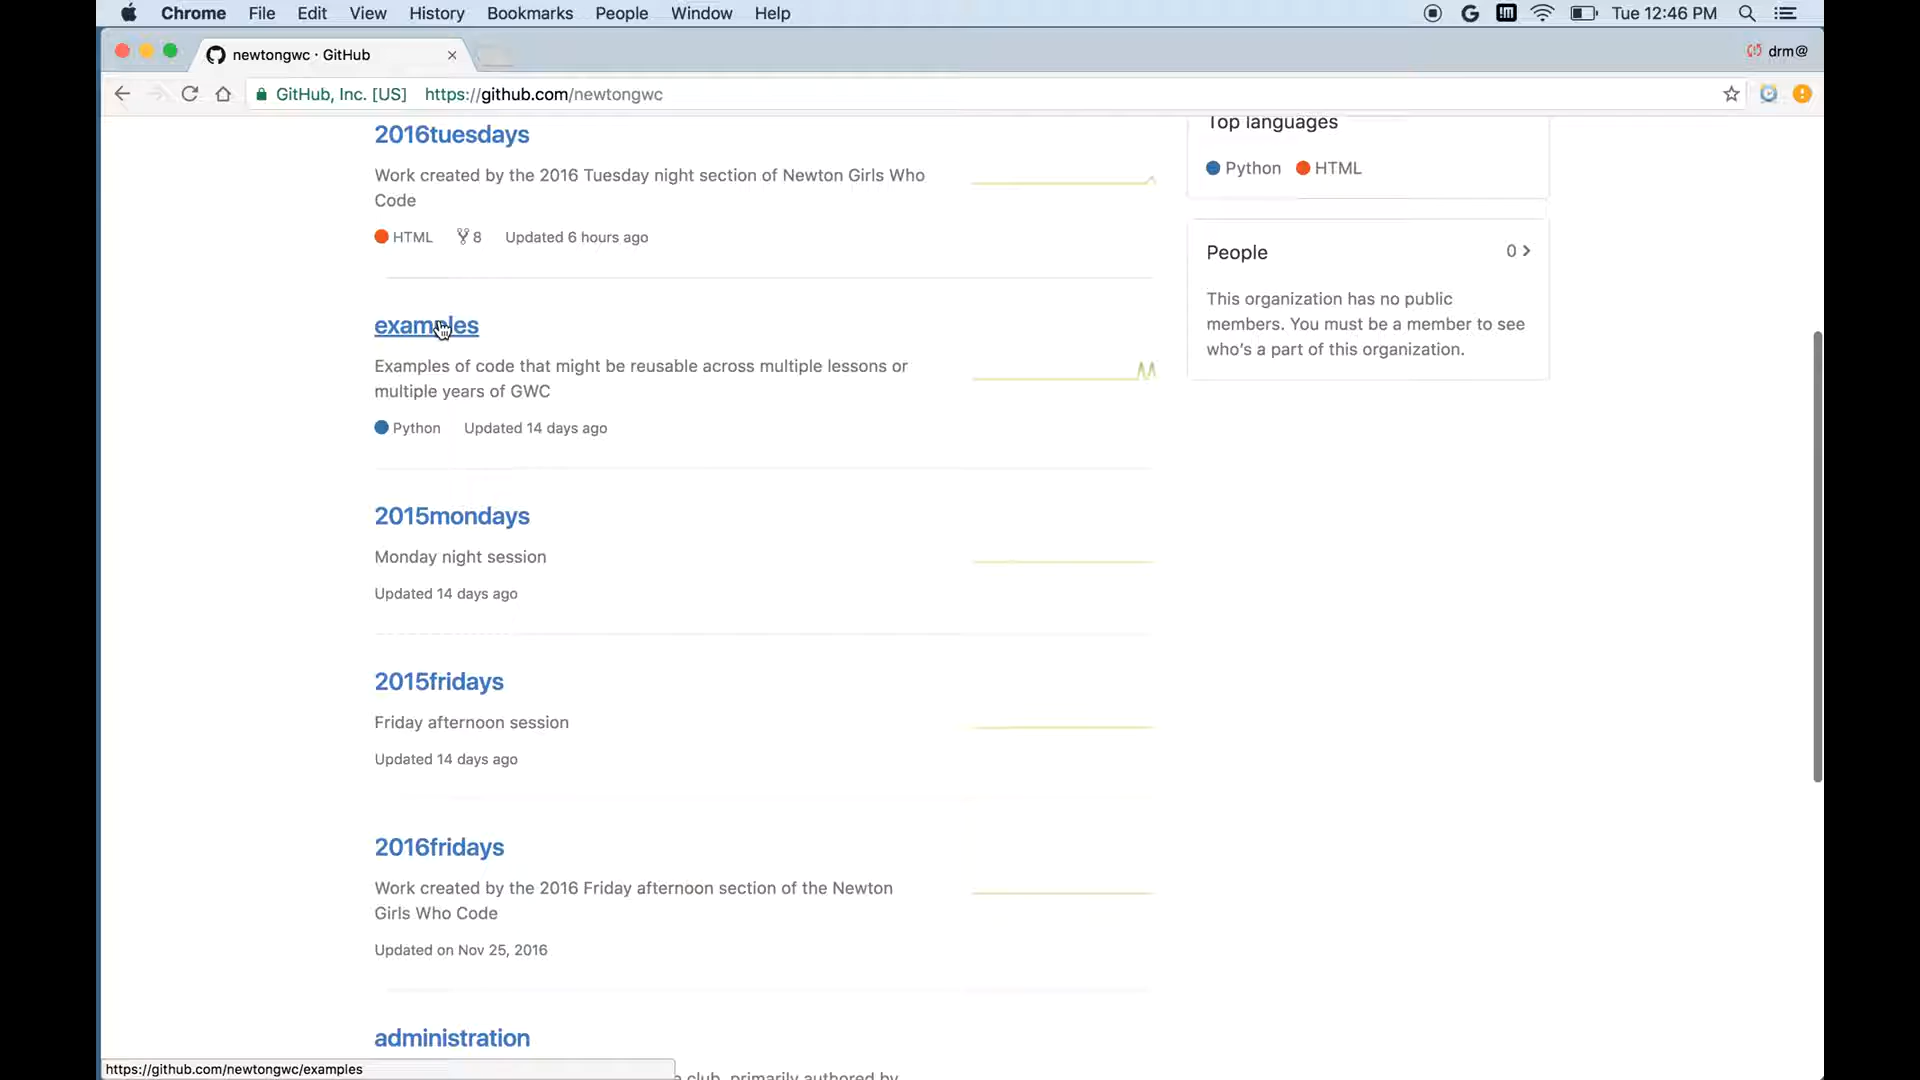 Chrome File Edit View History Bookmarks People Window Help Tue 12:46 PM
newtongwc · GitHub drm@
GitHub, Inc. [US] https://github.com/newtongwc
2016tuesdays
Work created by the 2016 Tuesday night section of Newton Girls Who
Code
HTML 8 Updated 6 hours ago
examples
Examples of code that might be reusable across multiple lessons or
multiple years of GWC
Python Updated 14 days ago
2015mondays
Monday night session
Updated 14 days ago
2015fridays
Friday afternoon session
Updated 14 days ago
2016fridays
Work created by the 2016 Friday afternoon section of the Newton
Girls Who Code
Updated on Nov 25, 2016
administration
club, primarily authored by
Top languages
Python HTML
People 0
This organization has no public
members. You must be a member to see
who's a part of this organization.
https://github.com/newtongwc/examples